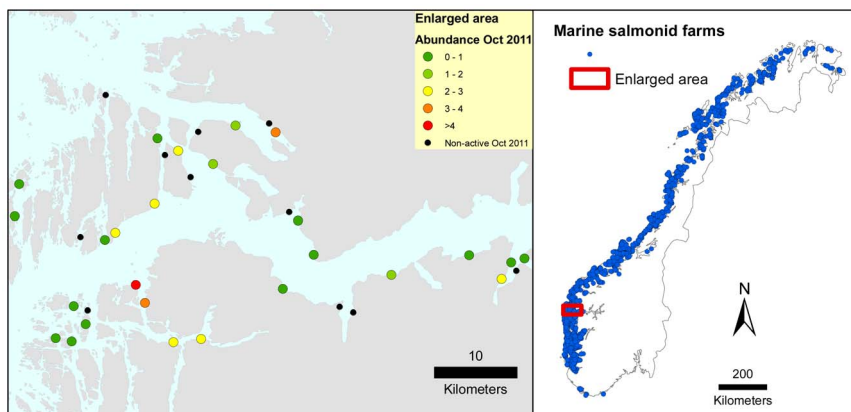 Enlarged area
Abundance Oct 2011
0 - 1
1 - 2
2 - 3
3 - 4
>4
Non-active Oct 2011
10
Kilometers
Marine salmonid farms
Enlarged area
N
200
Kilometers